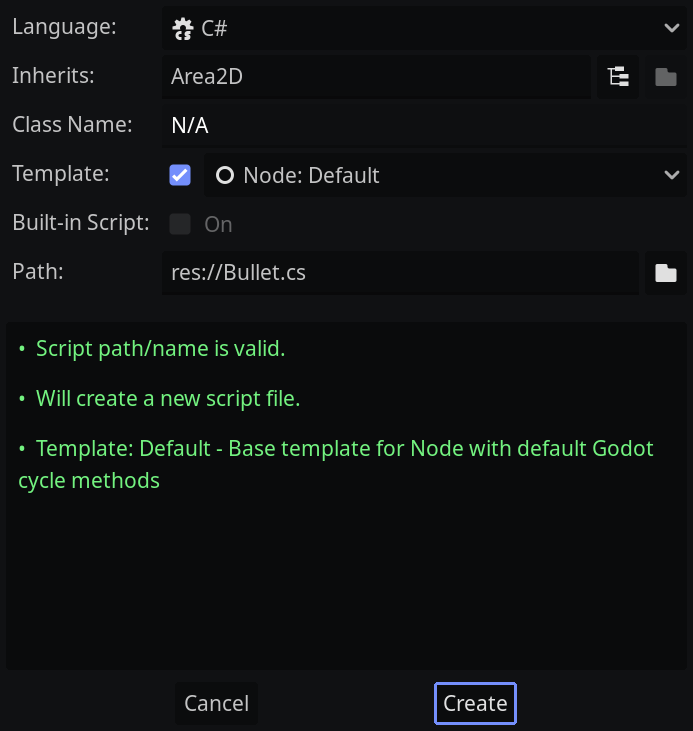 Language: C#
Inherits: Area2D
Class Name: N/A
Template: Node: Default
Built-in Script: On
Path: res://Bullet.cs
• Script path/name is valid.
• Will create a new script file.
• Template: Default - Base template for Node with default Godot
cycle methods
Cancel Create